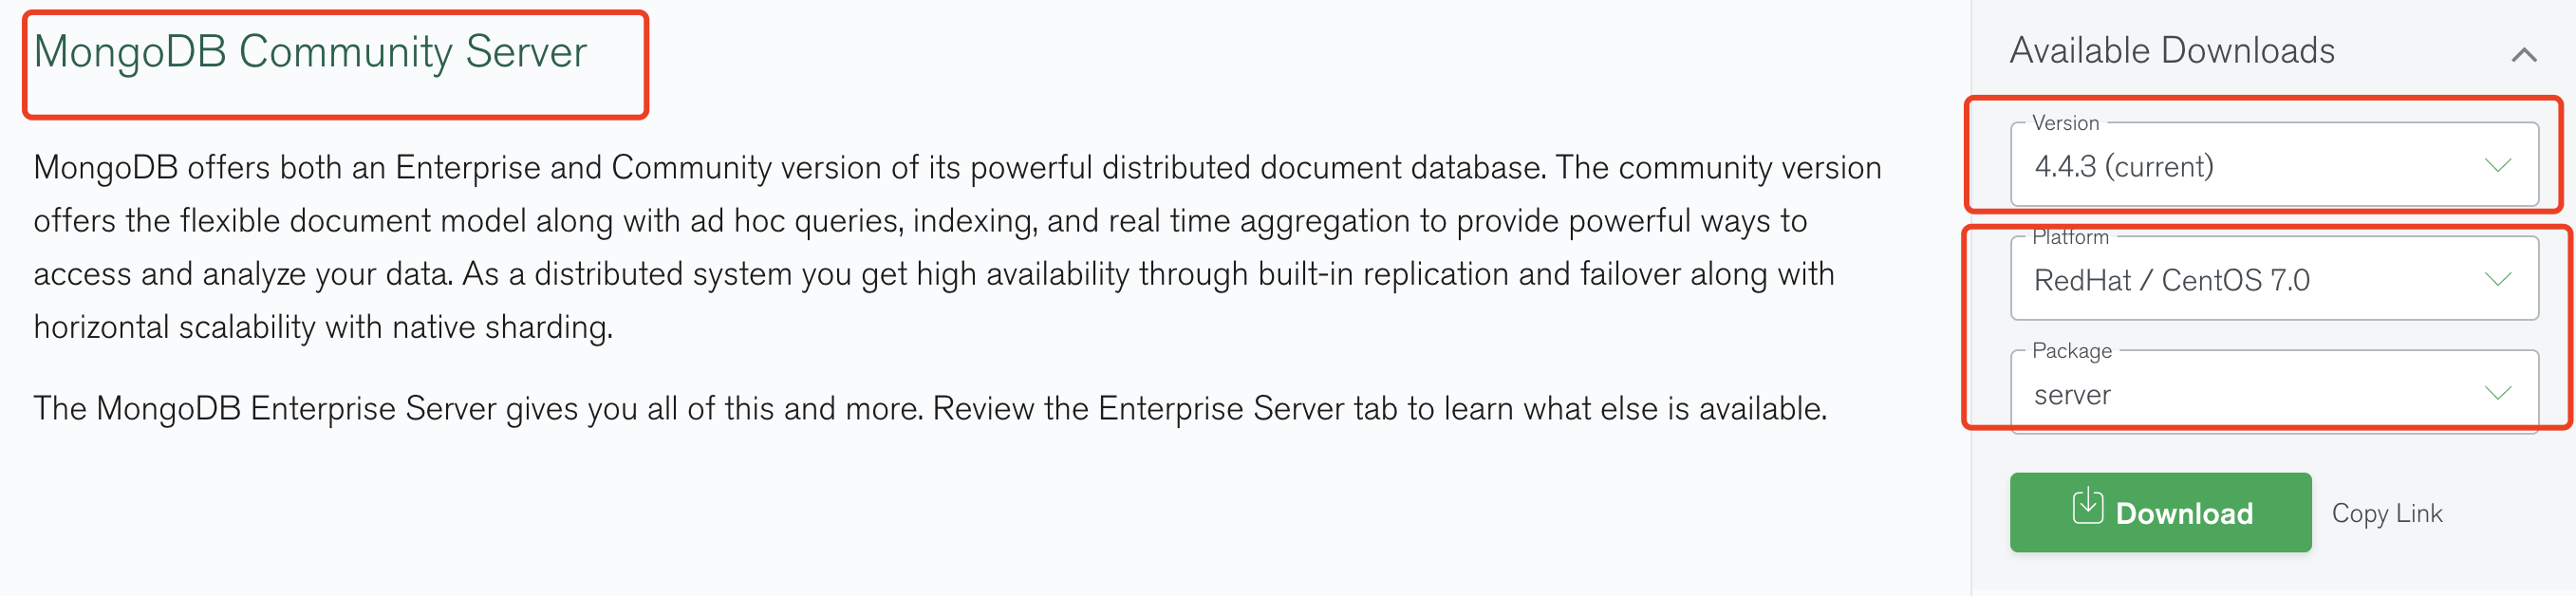 MongoDB Community Server
MongoDB offers both an Enterprise and Community version of its powerful distributed document database. The community version
offers the flexible document model along with ad hoc queries, indexing, and real time aggregation to provide powerful ways to
access and analyze your data. As a distributed system you get high availability through built-in replication and failover along with
horizontal scalability with native sharding.
The MongoDB Enterprise Server gives you all of this and more. Review the Enterprise Server tab to learn what else is available.
Available Downloads
Version
4.4.3 (current)
Platform
RedHat / CentOS 7.0
Package
server
Download
Copy Link